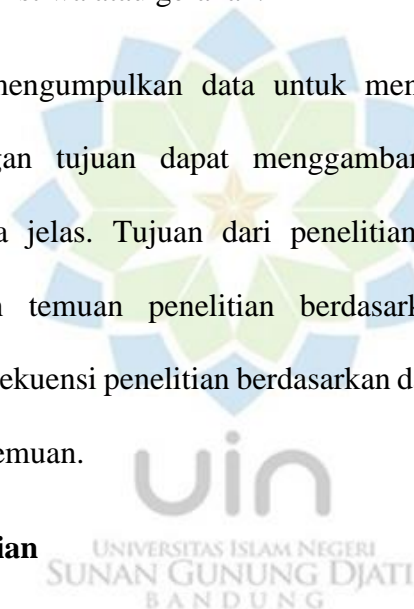 mengumpulkan data untuk men
gan tujuan dapat menggambar
a jelas. Tujuan dari penelitian
n temuan penelitian berdasark
ekuensi penelitian berdasarkan d
emuan.
uin
ian
UNIVERSITAS ISLAM NEGERI
SUNAN GUNUNG DJATI
BANDUNG